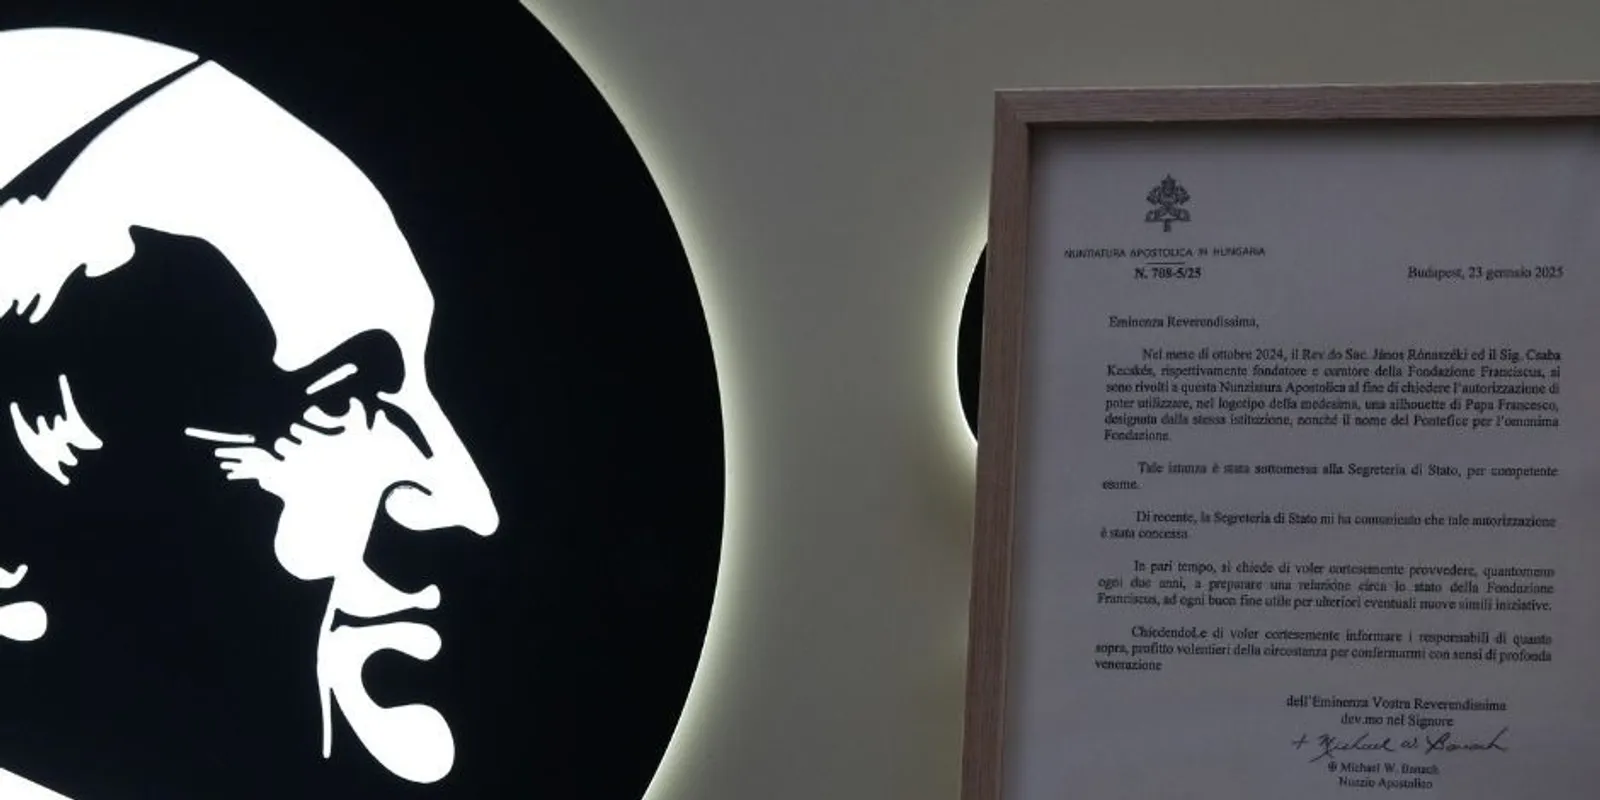 NUNTIATURA APOSTOLICA IN HUNGARIA
N. 708-5/25
Budapest, 23 gennaio 2025
Eminenza Reverendissima,
Nel mese di ottobre 2024, il Rev.do Sac. János Rónaszéki ed il Sig. Csaba
Kecskés, rispettivamente fondatore e curatore della Fondazione Franciscus, si
sono rivolti a questa Nunziatura Apostolica al fine di chiedere l'autorizzazione di
poter utilizzare, nel logotipo della medesima, una silhouette di Papa Francesco,
designata dalla stessa istituzione, nonché il nome del Pontefice per l'omonima
Fondazione.
Tale istanza è stata sottomessa alla Segreteria di Stato, per competente
esame.
Di recente, la Segreteria di Stato mi ha comunicato che tale autorizzazione
è stata concessa.
In pari tempo, si chiede di voler cortesemente provvedere, quantomeno
ogni due anni, a preparare una relazione circa lo stato della Fondazione
Franciscus, ad ogni buon fine utile per ulteriori eventuali nuove simili iniziative.
ChiedendoLe di voler cortesemente informare i responsabili di quanto
sopra, profitto volentieri della circostanza per confermarmi con sensi di profonda
venerazione
dell'Eminenza Vostra Reverendissima
dev.mo nel Signore
+ Michael W. Banach
✠ Michael W. Banach
Nunzio Apostolico